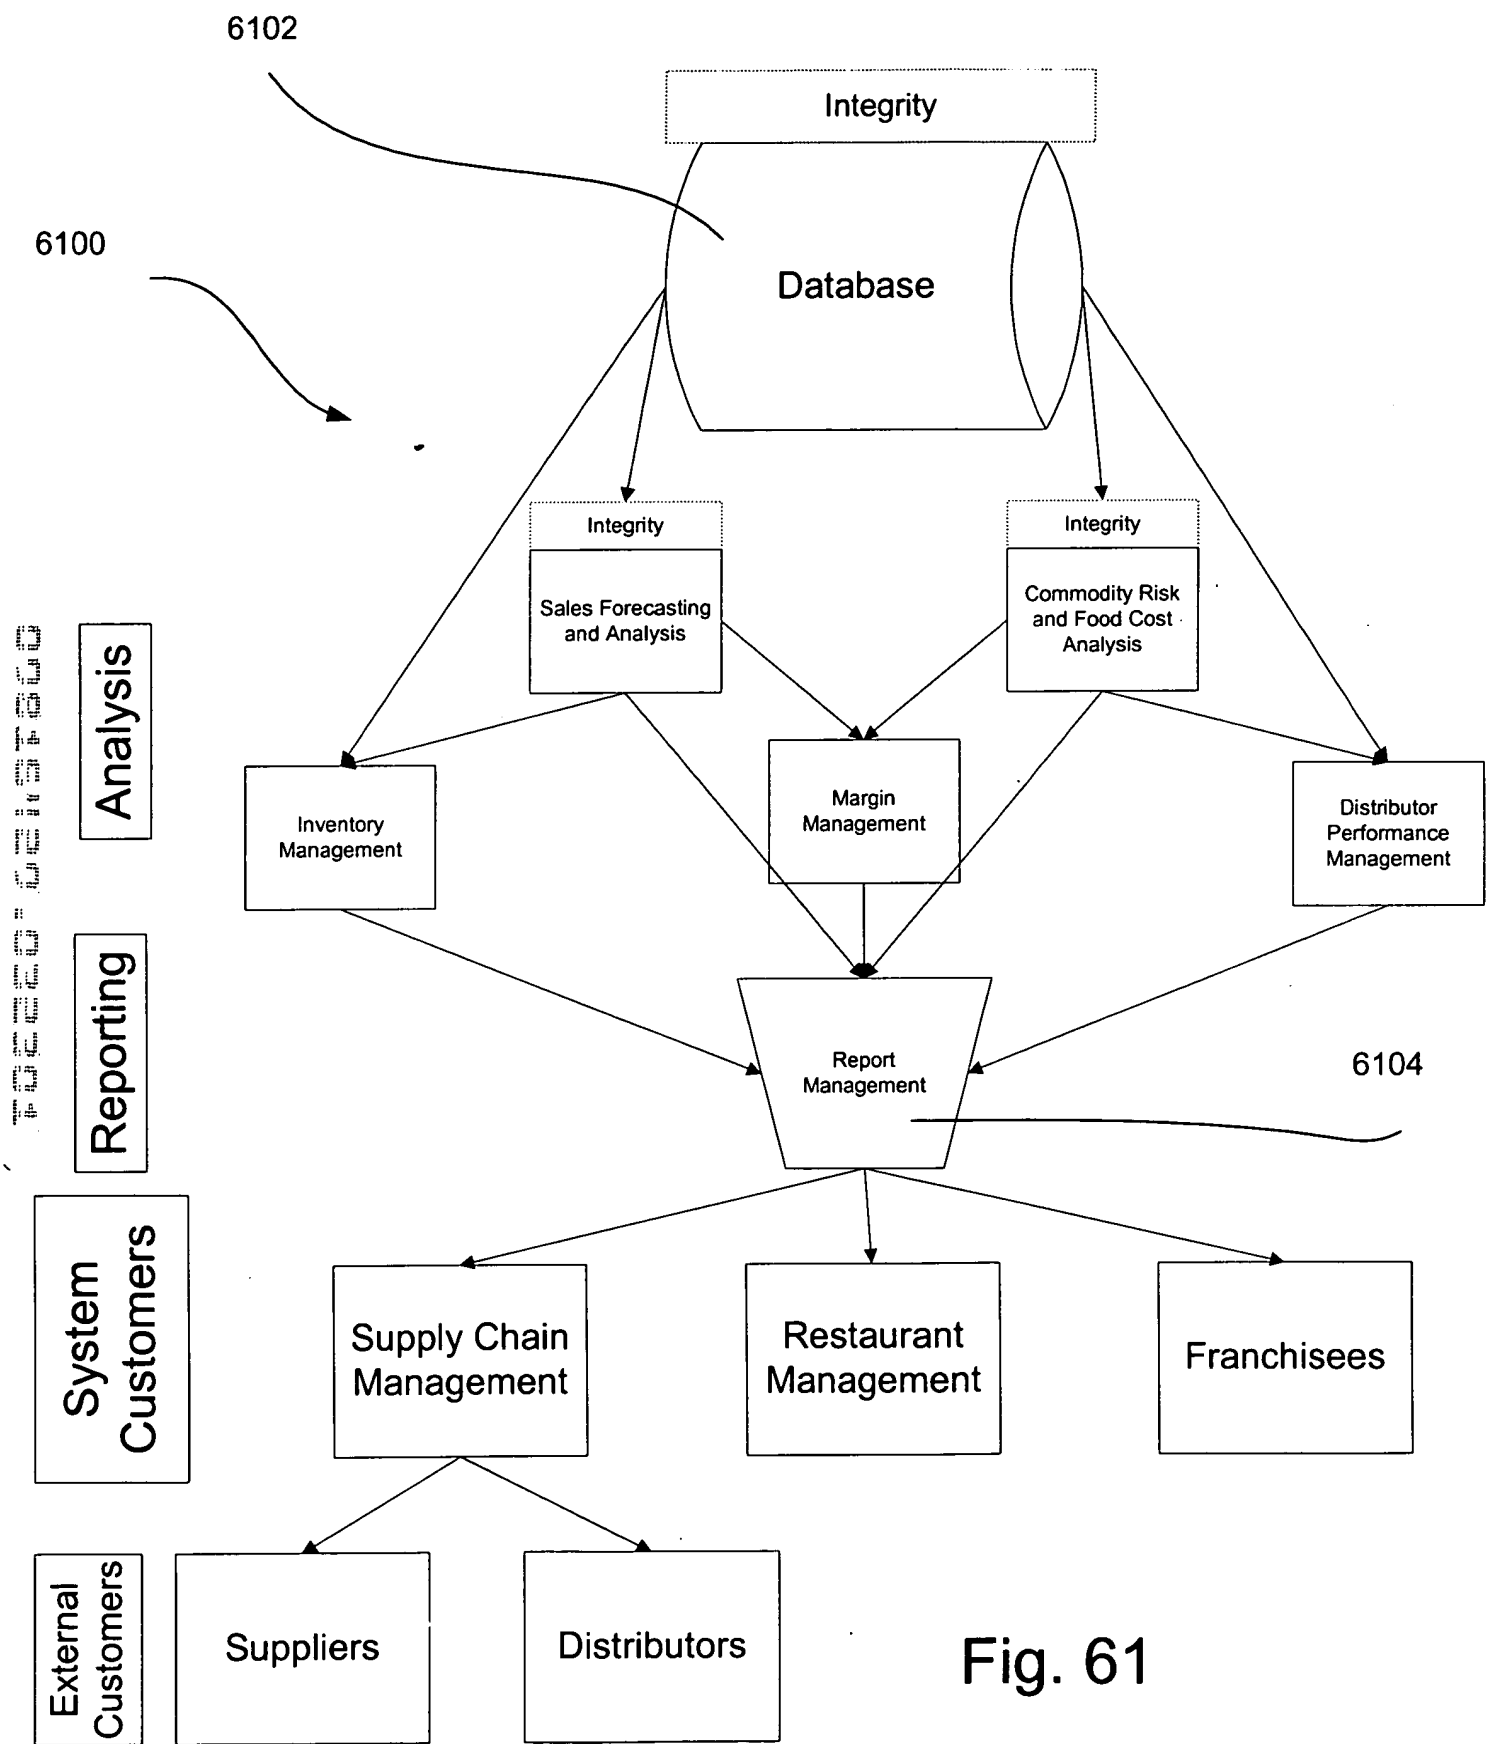 6102
Integrity
6100
Database
Integrity
Integrity
Sales Forecasting
and Analysis
Commodity Risk
and Food Cost
Analysis
Analysis
Margin
Management
Inventory
Management
Distributor
Performance
Management
Reporting
Report
Management
6104
System
Customers
Supply Chain
Management
Restaurant
Management
Franchisees
External
Customers
Suppliers
Distributors
Fig. 61